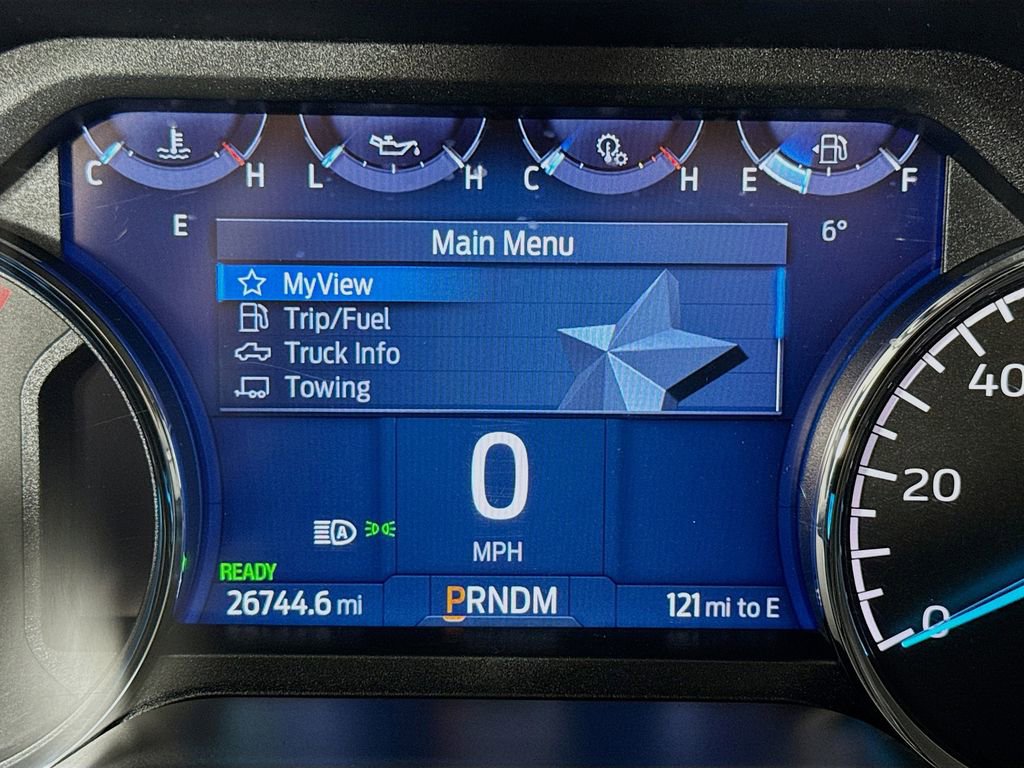 C H L H C H E F
E 6°
Main Menu
MyView
Trip/Fuel
Truck Info
Towing
0
MPH
A
READY
26744.6 mi
PRNDM
121 mi to E
40
20
0